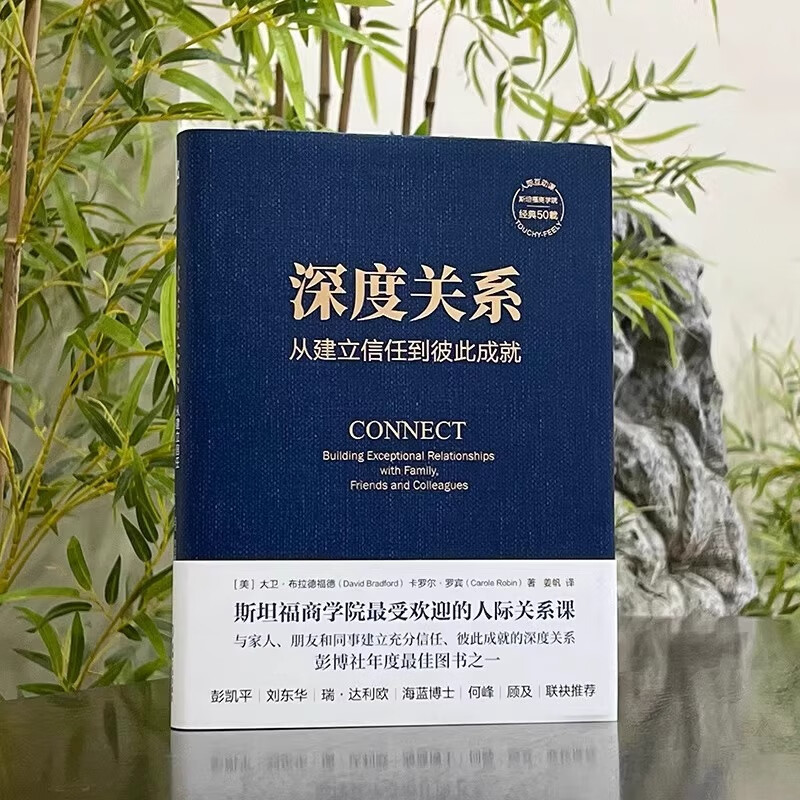 人际互动课
斯坦福商学院
经典50载
TOUCHY-FEELY
深度关系
从建立信任到彼此成就
CONNECT
Building Exceptional Relationships
with Family,
Friends and Colleagues
[美] 大卫·布拉德福德(David Bradford) 卡罗尔·罗宾(Carole Robin) 著 姜帆 译
斯坦福商学院最受欢迎的人际关系课
与家人、朋友和同事建立充分信任、彼此成就的深度关系
彭博社年度最佳图书之一
彭凯平|刘东华|瑞·达利欧|海蓝博士|何峰|顾及|联袂推荐